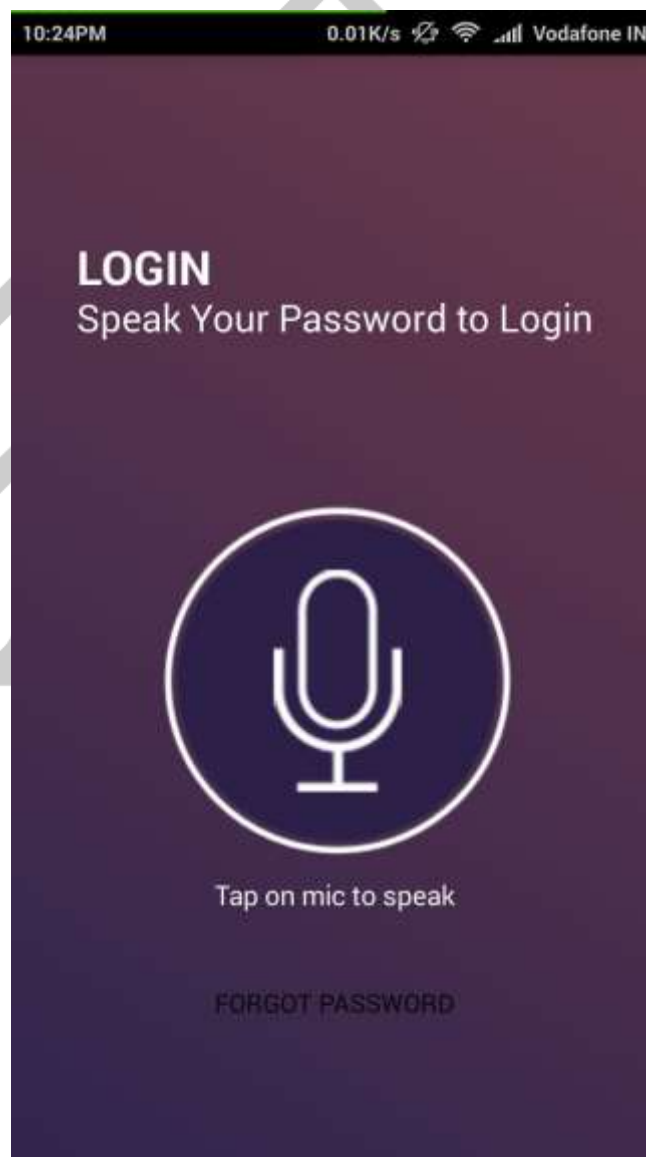 10:24PM 0.01K/s Vodafone IN
LOGIN
Speak Your Password to Login
Tap on mic to speak
FORGOT PASSWORD